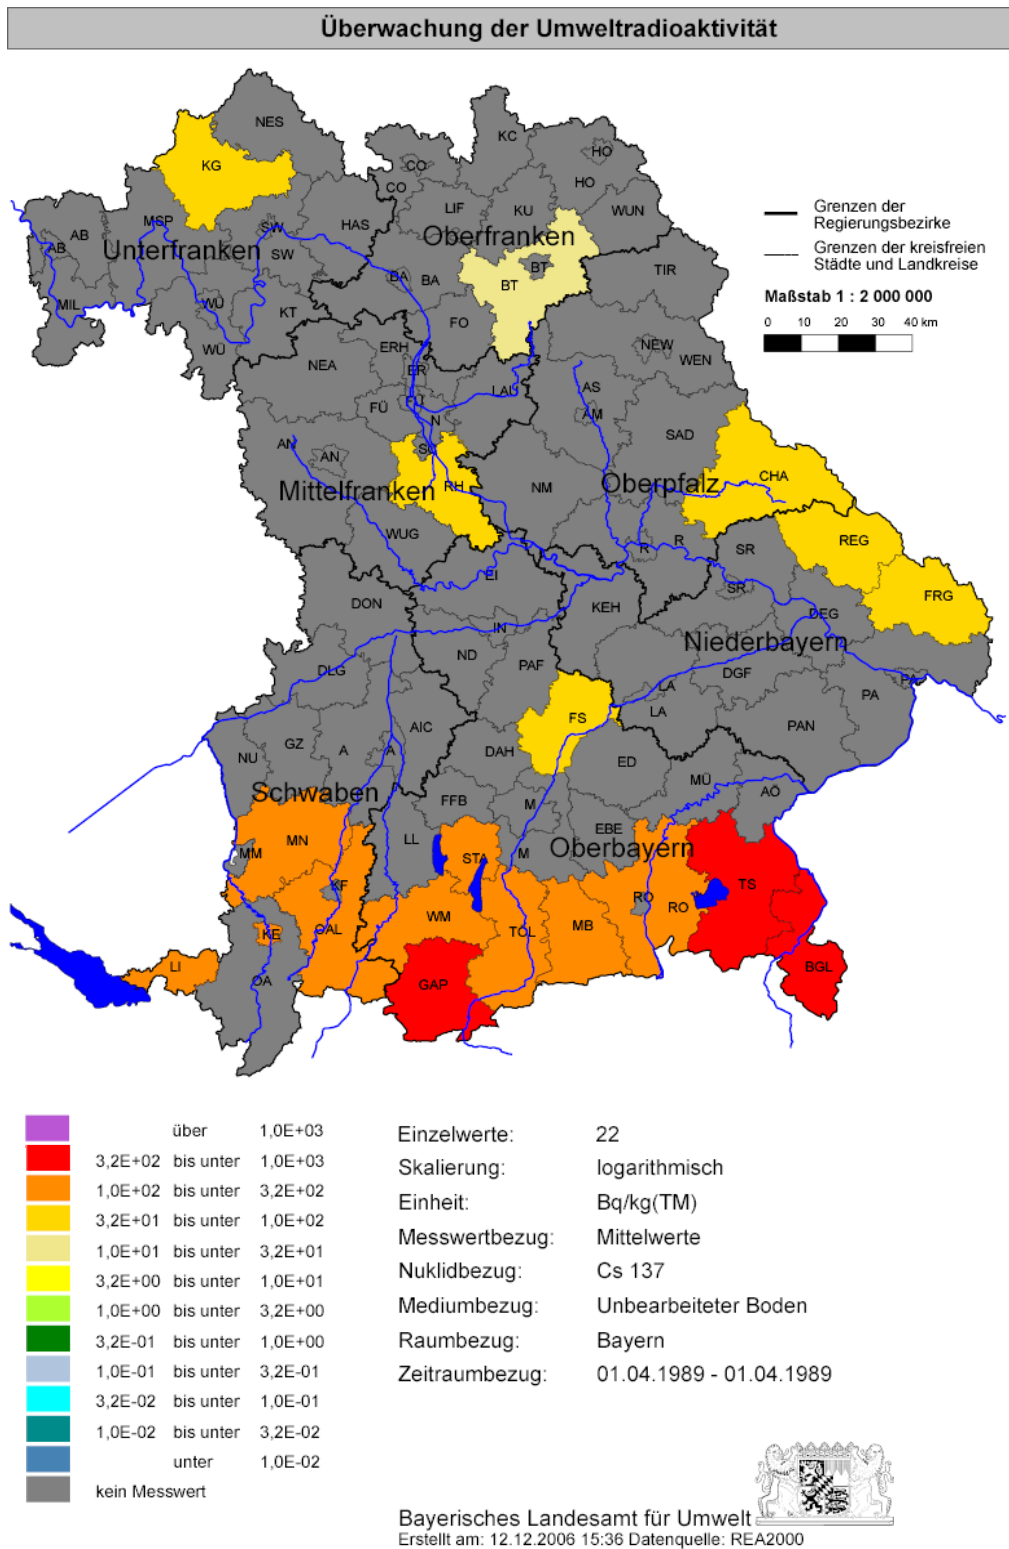 Überwachung der Umweltradioaktivität
NES
KC
HO
KG
CO
HO
CO
LIF
KU
WUN
MSP
SW
HAS
AB
AB
Unterfranken
SW
Oberfranken
BT
BA
BA
BT
TIR
MIL
WÜ
KT
FO
WÜ
NEA
ERH
ER
NEW
WEN
LAU
AS
FÜ
FÜ
N
AM
AN
AN
SC
SAD
Mittelfranken
RH
NM
Oberpfalz
CHA
WUG
R
R
SR
REG
EI
SR
FRG
DON
KEH
DEG
IN
Niederbayern
ND
PAF
DLG
DGF
PA
LA
PA
AIC
FS
LA
PAN
NU
GZ
A
A
DAH
ED
MÜ
AÖ
Schwaben
FFB
M
MN
LL
EBE
Oberbayern
MM
STA
M
KF
TS
RO
RO
WM
OAL
KE
TÖL
MB
LI
OA
GAP
BGL
Grenzen der
Regierungsbezirke
Grenzen der kreisfreien
Städte und Landkreise
Maßstab 1 : 2 000 000
0 10 20 30 40 km
über 1,0E+03
3,2E+02 bis unter 1,0E+03
1,0E+02 bis unter 3,2E+02
3,2E+01 bis unter 1,0E+02
1,0E+01 bis unter 3,2E+01
3,2E+00 bis unter 1,0E+01
1,0E+00 bis unter 3,2E+00
3,2E-01 bis unter 1,0E+00
1,0E-01 bis unter 3,2E-01
3,2E-02 bis unter 1,0E-01
1,0E-02 bis unter 3,2E-02
unter 1,0E-02
kein Messwert
Einzelwerte: 22
Skalierung: logarithmisch
Einheit: Bq/kg(TM)
Messwertbezug: Mittelwerte
Nuklidbezug: Cs 137
Mediumbezug: Unbearbeiteter Boden
Raumbezug: Bayern
Zeitraumbezug: 01.04.1989 - 01.04.1989
Bayerisches Landesamt für Umwelt
Erstellt am: 12.12.2006 15:36 Datenquelle: REA2000